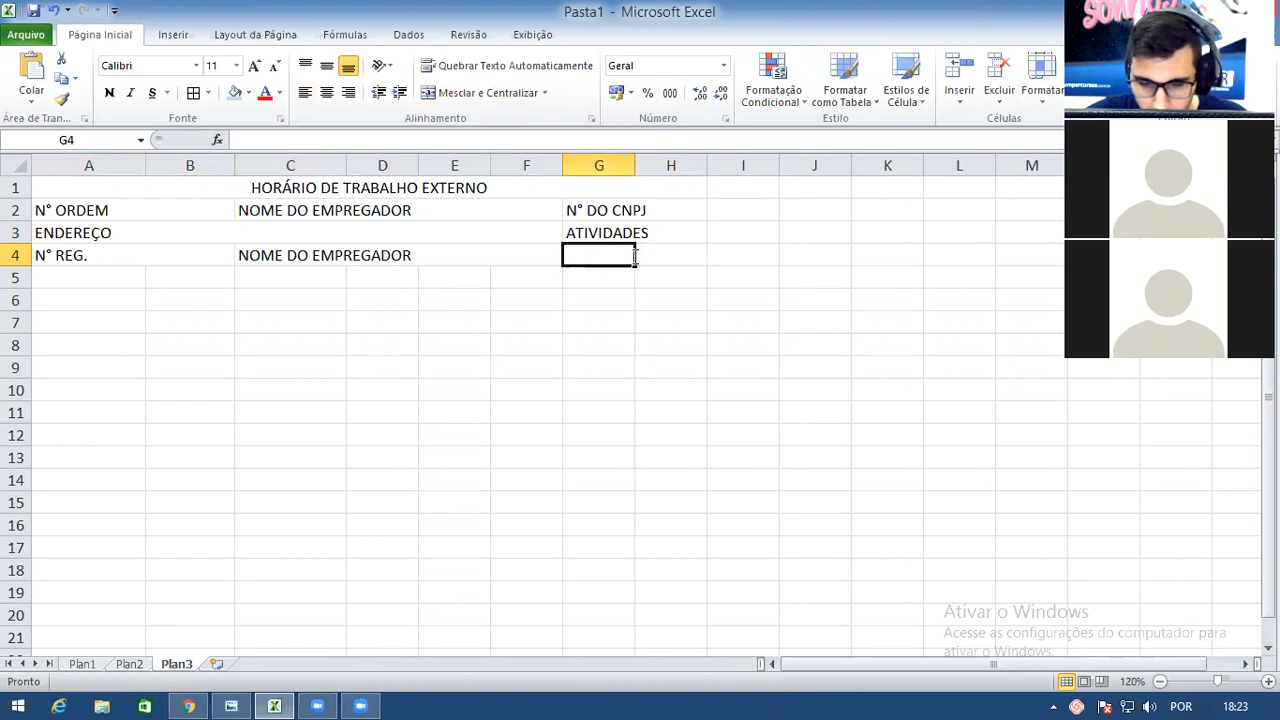 Pasta1 - Microsoft Excel
Arquivo Página Inicial Inserir Layout da Página Fórmulas Dados Revisão Exibição
SONHOS
Calibri 11 Quebrar Texto Automaticamente Geral
Colar Formatação Condicional Formatar como Tabela Estilos de Célula Inserir Excluir Formatar
N I S Mesclar e Centralizar % 000
Área de Tran... Fonte Alinhamento Número Estilo Células
G4 fx
A B C D E F G H I J K L M
1 HORÁRIO DE TRABALHO EXTERNO
2 N° ORDEM NOME DO EMPREGADOR N° DO CNPJ
3 ENDEREÇO ATIVIDADES
4 N° REG. NOME DO EMPREGADOR
5
6
7
8
9
10
11
12
13
14
15
16
17
18
19
20
21
Ativar o Windows
Acesse as configurações do computador para
ativar o Windows.
Plan1 Plan2 Plan3
Pronto 120%
POR 18:23